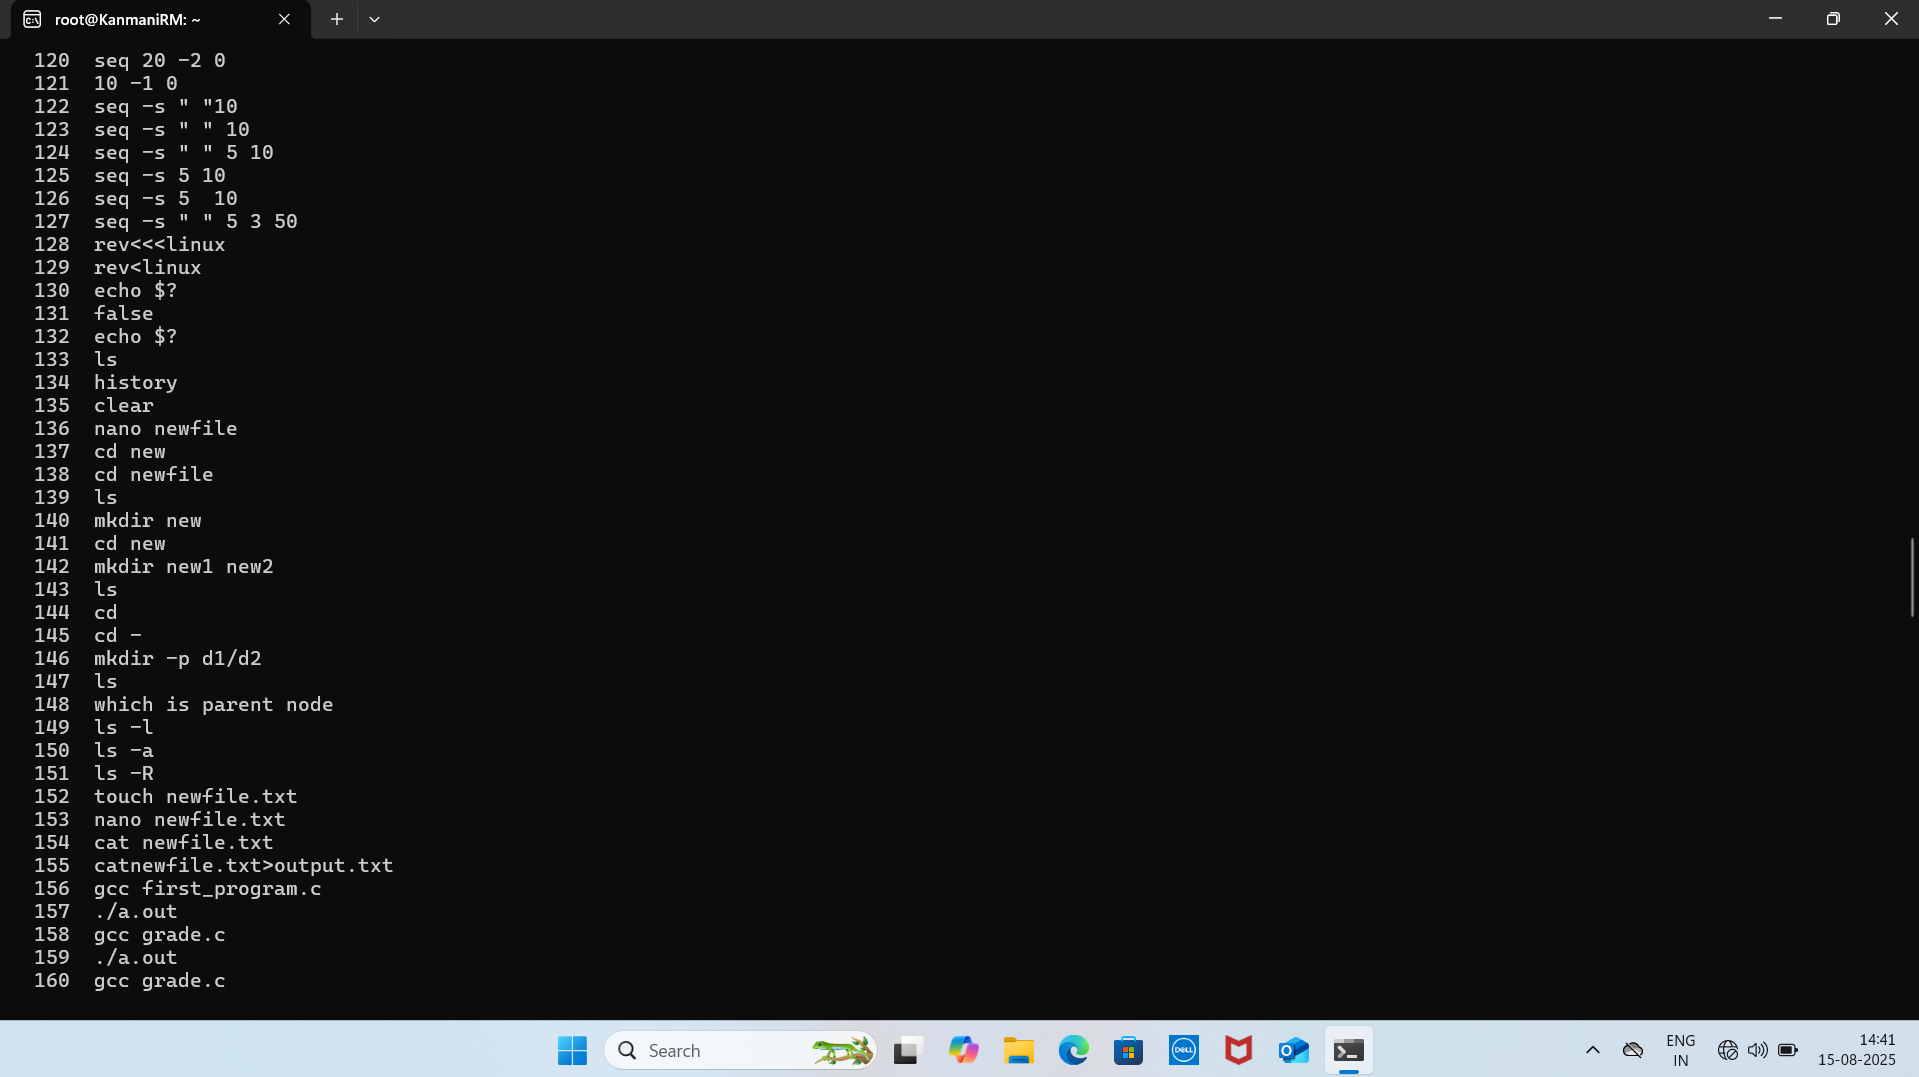 root@KanmaniRM: ~
120 seq 20 -2 0
121 10 -1 0
122 seq -s " "10
123 seq -s " " 10
124 seq -s " " 5 10
125 seq -s 5 10
126 seq -s 5  10
127 seq -s " " 5 3 50
128 rev<<<linux
129 rev<linux
130 echo $?
131 false
132 echo $?
133 ls
134 history
135 clear
136 nano newfile
137 cd new
138 cd newfile
139 ls
140 mkdir new
141 cd new
142 mkdir new1 new2
143 ls
144 cd
145 cd -
146 mkdir -p d1/d2
147 ls
148 which is parent node
149 ls -l
150 ls -a
151 ls -R
152 touch newfile.txt
153 nano newfile.txt
154 cat newfile.txt
155 catnewfile.txt>output.txt
156 gcc first_program.c
157 ./a.out
158 gcc grade.c
159 ./a.out
160 gcc grade.c
Search
DELL
ENG
IN
14:41
15-08-2025